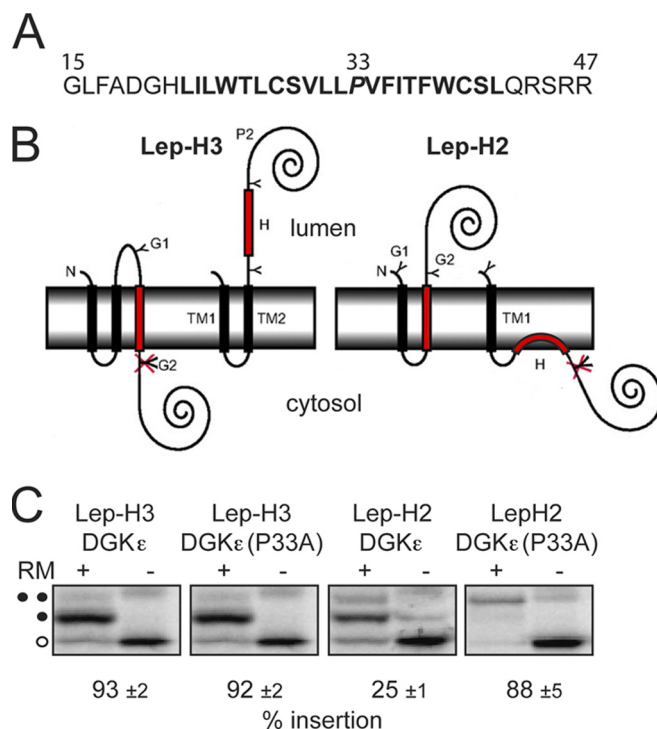 A
15 33 47
GLFADGHLILWTLCSVLLPVFITFWCSLQRSRR
B
Lep-H3 P2 Lep-H2
H lumen
N G1 N G1 G2
TM1 TM2 TM1
G2 H
cytosol
C
Lep-H3 Lep-H3 Lep-H2 LepH2
DGKε DGKε (P33A) DGKε DGKε (P33A)
RM + - + - + - + -
93 ±2 92 ±2 25 ±1 88 ±5
% insertion